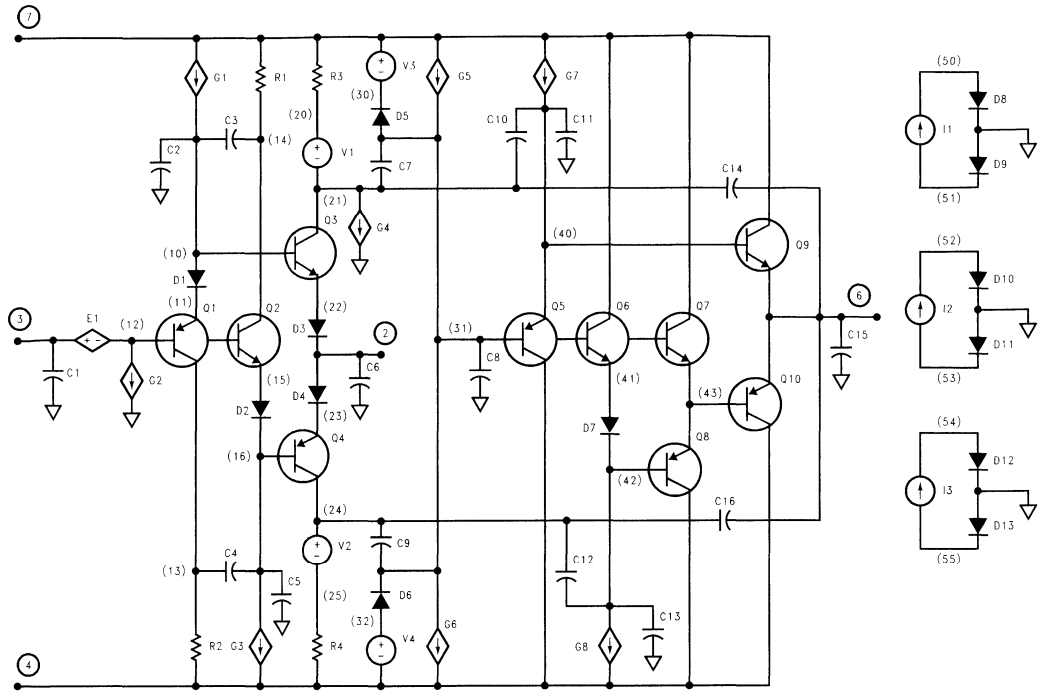 7
G1
R1
R3
V3
G5
G7
(50)
D8
(30)
D5
(20)
C3
(14)
C10
C11
I1
C2
V1
C7
D9
C14
(51)
(21)
Q3
G4
(40)
Q9
(10)
(52)
D1
D10
3
E1
(12)
(11)
Q1
Q2
(22)
D3
2
(31)
Q5
Q6
Q7
6
I2
C1
G2
(15)
D4
C6
C8
(41)
(43)
Q10
C15
D11
D2
(23)
D7
(53)
Q4
Q8
(16)
(42)
(54)
(24)
C16
D12
V2
C9
I3
(13)
C4
C5
(25)
D6
C12
D13
(32)
C13
(55)
4
R2
G3
R4
V4
G6
G8